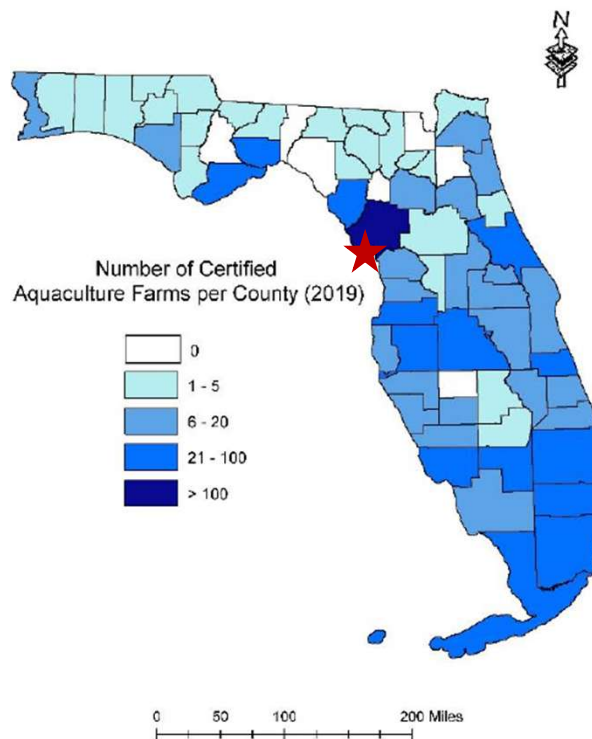 N
Number of Certified
Aquaculture Farms per County (2019)
0
1 - 5
6 - 20
21 - 100
> 100
0 50 100 200 Miles